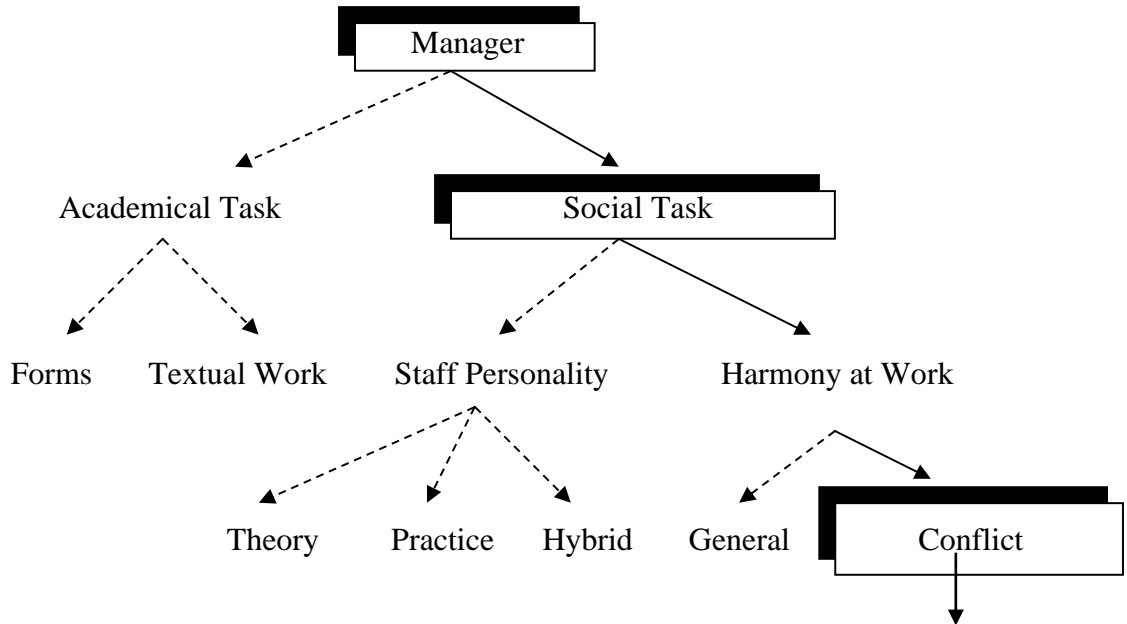 Manager
Academical Task Social Task
Forms Textual Work Staff Personality Harmony at Work
Theory Practice Hybrid General Conflict